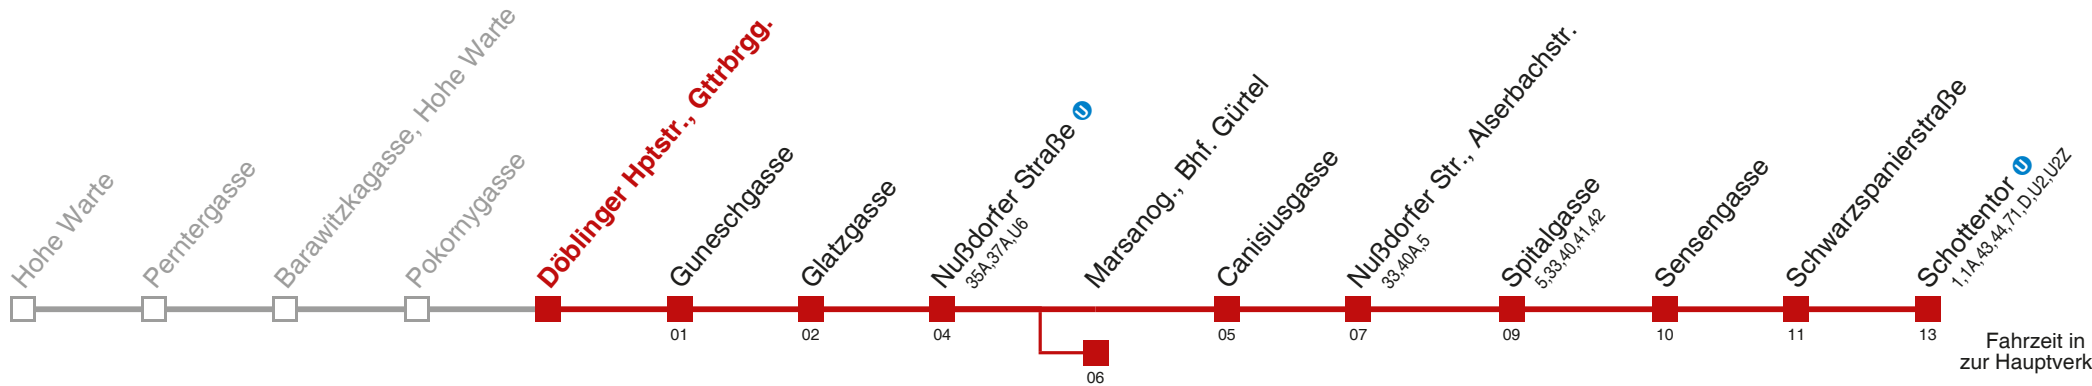 Hohe Warte
Perntergasse
Barawitzkagasse, Hohe Warte
Pokornygasse
Döblinger Hptstr., Gttrbrgg.
Guneschgasse
01
Glatzgasse
02
Nußdorfer Straße U
35A,37A,U6
04
Marsanog., Bhf. Gürtel
06
Canisiusgasse
05
Nußdorfer Str., Alserbachstr.
33,40A,5
07
Spitalgasse
5,33,40,41,42
09
Sensengasse
10
Schwarzspanierstraße
11
Schottentor U
1,1A,43,44,71,D,U2,U2Z
13
Fahrzeit in
zur Hauptverk